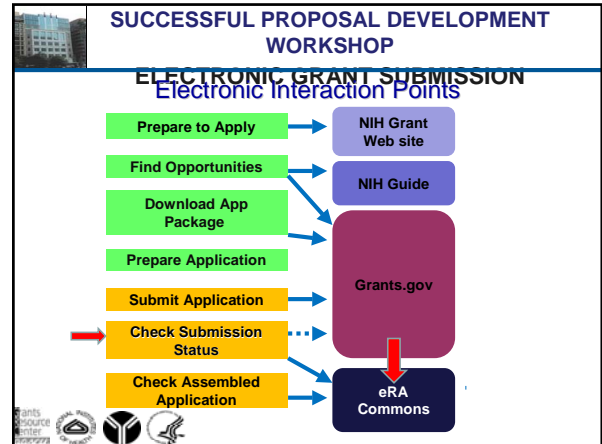 SUCCESSFUL PROPOSAL DEVELOPMENT
WORKSHOP
ELECTRONIC GRANT SUBMISSION
Electronic Interaction Points
Prepare to Apply
NIH Grant
Web site
Find Opportunities
NIH Guide
Download App
Package
Prepare Application
Grants.gov
Submit Application
Check Submission
Status
Check Assembled
Application
eRA
Commons